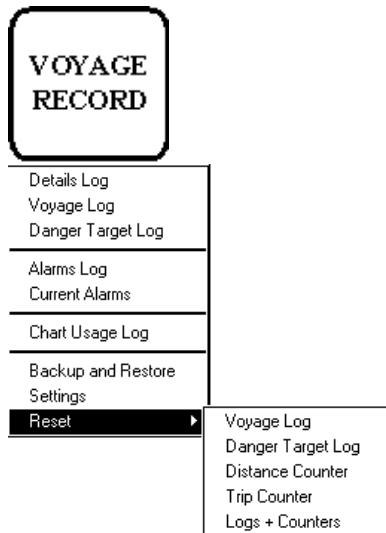 VOYAGE
RECORD
Details Log
Voyage Log
Danger Target Log
Alarms Log
Current Alarms
Chart Usage Log
Backup and Restore
Settings
Reset
Voyage Log
Danger Target Log
Distance Counter
Trip Counter
Logs + Counters